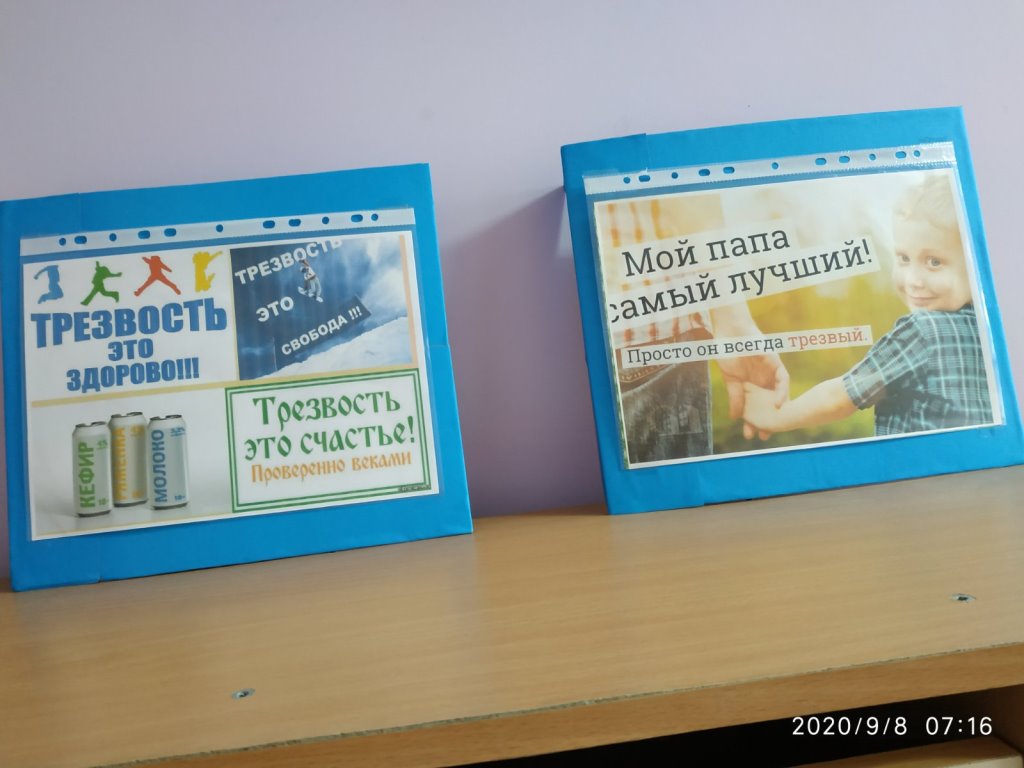 ТРЕЗВОСТЬ
ЭТО
ЗДОРОВО!!!
ТРЕЗВОСТЬ
ЭТО
СВОБОДА !!!
КЕФИР
МОЛОКО
Трезвость
это счастье!
Проверенно веками
Мой папа
самый лучший!
Просто он всегда трезвый.
2020/9/8 07:16